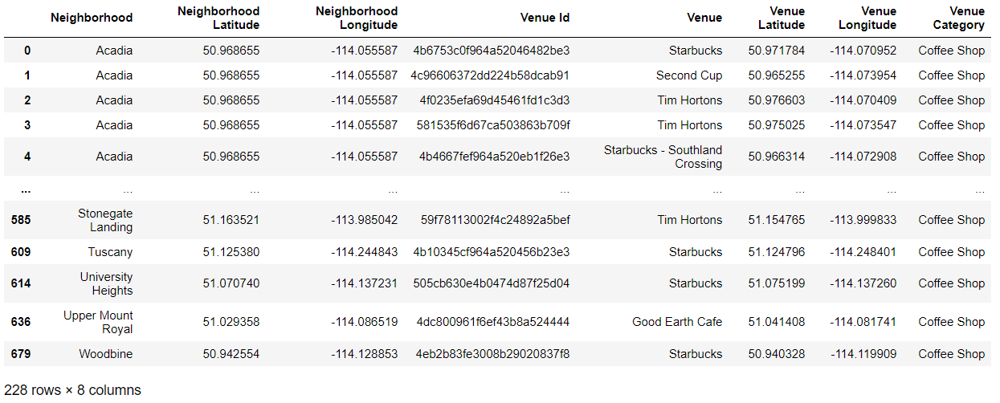 Neighborhood Neighborhood Latitude Neighborhood Longitude Venue Id Venue Venue Latitude Venue Longitude Venue Category
0 Acadia 50.968655 -114.055587 4b6753c0f964a52046482be3 Starbucks 50.971784 -114.070952 Coffee Shop
1 Acadia 50.968655 -114.055587 4c96606372dd224b58dcab91 Second Cup 50.965255 -114.073954 Coffee Shop
2 Acadia 50.968655 -114.055587 4f0235efa69d45461fd1c3d3 Tim Hortons 50.976603 -114.070409 Coffee Shop
3 Acadia 50.968655 -114.055587 581535f6d67ca503863b709f Tim Hortons 50.975025 -114.073547 Coffee Shop
4 Acadia 50.968655 -114.055587 4b4667fef964a520eb1f26e3 Starbucks - Southland Crossing 50.966314 -114.072908 Coffee Shop
... ... ... ... ... ... ... ... ...
585 Stonegate Landing 51.163521 -113.985042 59f78113002f4c24892a5bef Tim Hortons 51.154765 -113.999833 Coffee Shop
609 Tuscany 51.125380 -114.244843 4b10345cf964a520456b23e3 Starbucks 51.124796 -114.248401 Coffee Shop
614 University Heights 51.070740 -114.137231 505cb630e4b0474d87f25d04 Starbucks 51.075199 -114.137260 Coffee Shop
636 Upper Mount Royal 51.029358 -114.086519 4dc800961f6ef43b8a524444 Good Earth Cafe 51.041408 -114.081741 Coffee Shop
679 Woodbine 50.942554 -114.128853 4eb2b83fe3008b29020837f8 Starbucks 50.940328 -114.119909 Coffee Shop
228 rows × 8 columns